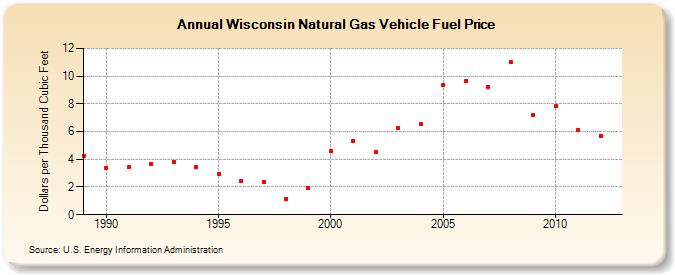 Annual Wisconsin Natural Gas Vehicle Fuel Price
Dollars per Thousand Cubic Feet
12
10
8
6
4
2
0
1990 1995 2000 2005 2010
Source: U.S. Energy Information Administration